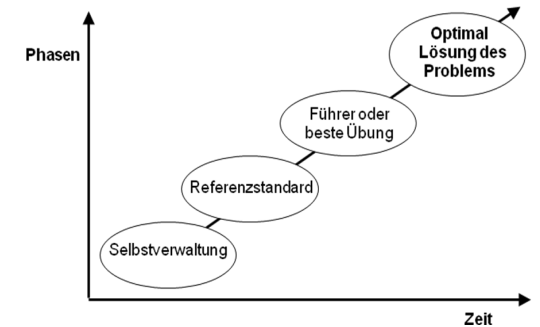 Phasen
Optimal
Lösung des
Problems
Führer oder
beste Übung
Referenzstandard
Selbstverwaltung
Zeit